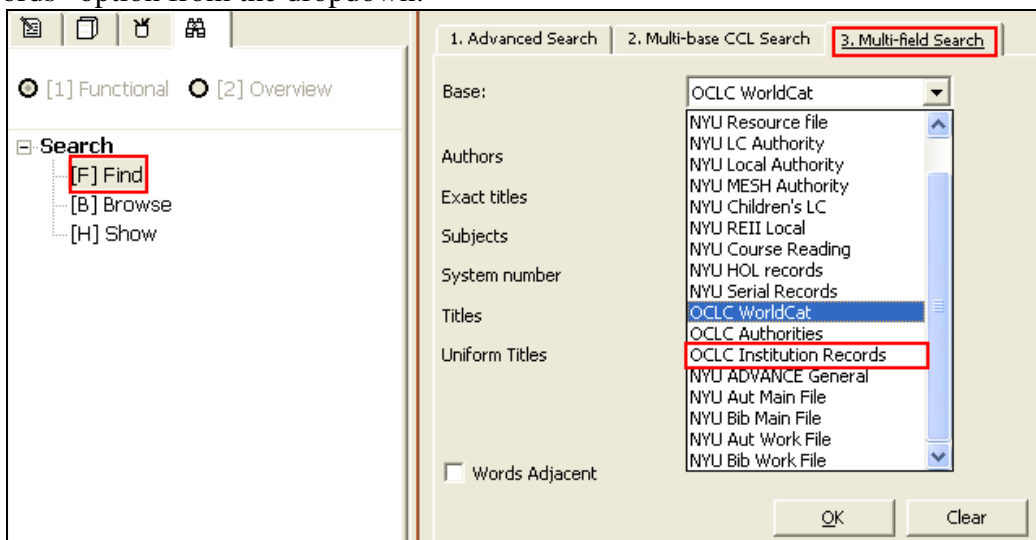 option from the dropdown.
1. Advanced Search 2. Multi-base CCL Search 3. Multi-field Search
[1] Functional [2] Overview
Search
[F] Find
[B] Browse
[H] Show
Base: OCLC WorldCat
NYU Resource file
NYU LC Authority
NYU Local Authority
NYU MESH Authority
NYU Children's LC
NYU REII Local
NYU Course Reading
NYU HOL records
NYU Serial Records
OCLC WorldCat
OCLC Authorities
OCLC Institution Records
NYU ADVANCE General
NYU Aut Main File
NYU Bib Main File
NYU Aut Work File
NYU Bib Work File
Authors
Exact titles
Subjects
System number
Titles
Uniform Titles
Words Adjacent
OK Clear